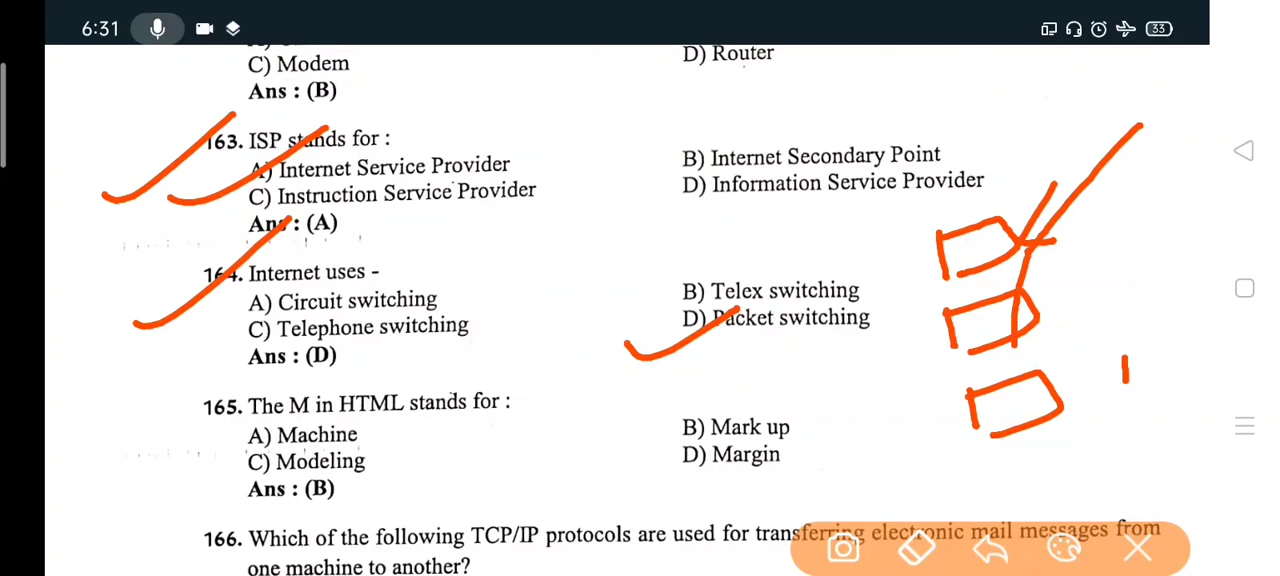 6:31
33
C) Modem
D) Router
Ans : (B)
163. ISP stands for :
A) Internet Service Provider
B) Internet Secondary Point
C) Instruction Service Provider
D) Information Service Provider
Ans : (A)
164. Internet uses -
A) Circuit switching
B) Telex switching
C) Telephone switching
D) Packet switching
Ans : (D)
165. The M in HTML stands for :
A) Machine
B) Mark up
C) Modeling
D) Margin
Ans : (B)
166. Which of the following TCP/IP protocols are used for transferring electronic mail messages from
one machine to another?